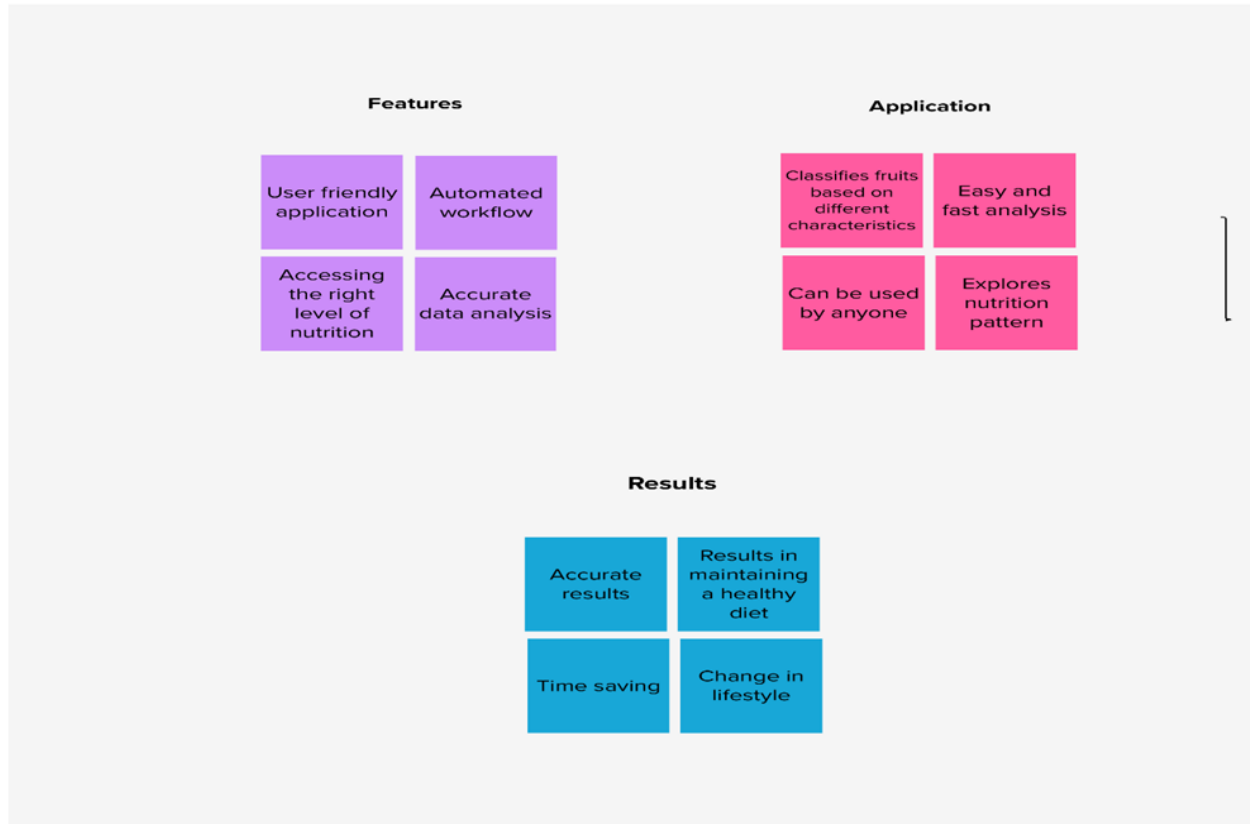 Features
User friendly
application
Automated
workflow
Accessing
the right
level of
nutrition
Accurate
data analysis
Application
Classifies fruits
based on
different
characteristics
Easy and
fast analysis
Can be used
by anyone
Explores
nutrition
pattern
Results
Accurate
results
Results in
maintaining
a healthy
diet
Time saving
Change in
lifestyle